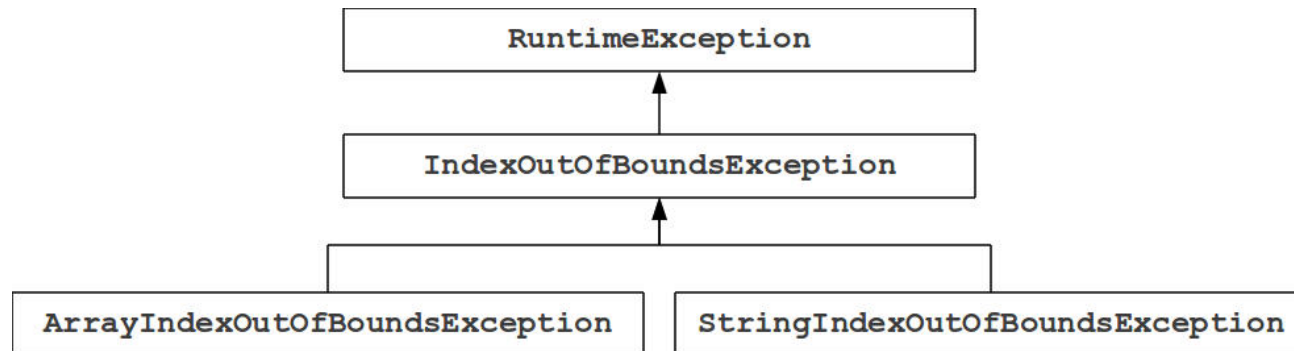 RuntimeException
IndexOutOfBoundsException
ArrayIndexOutOfBoundsException
StringIndexOutOfBoundsException